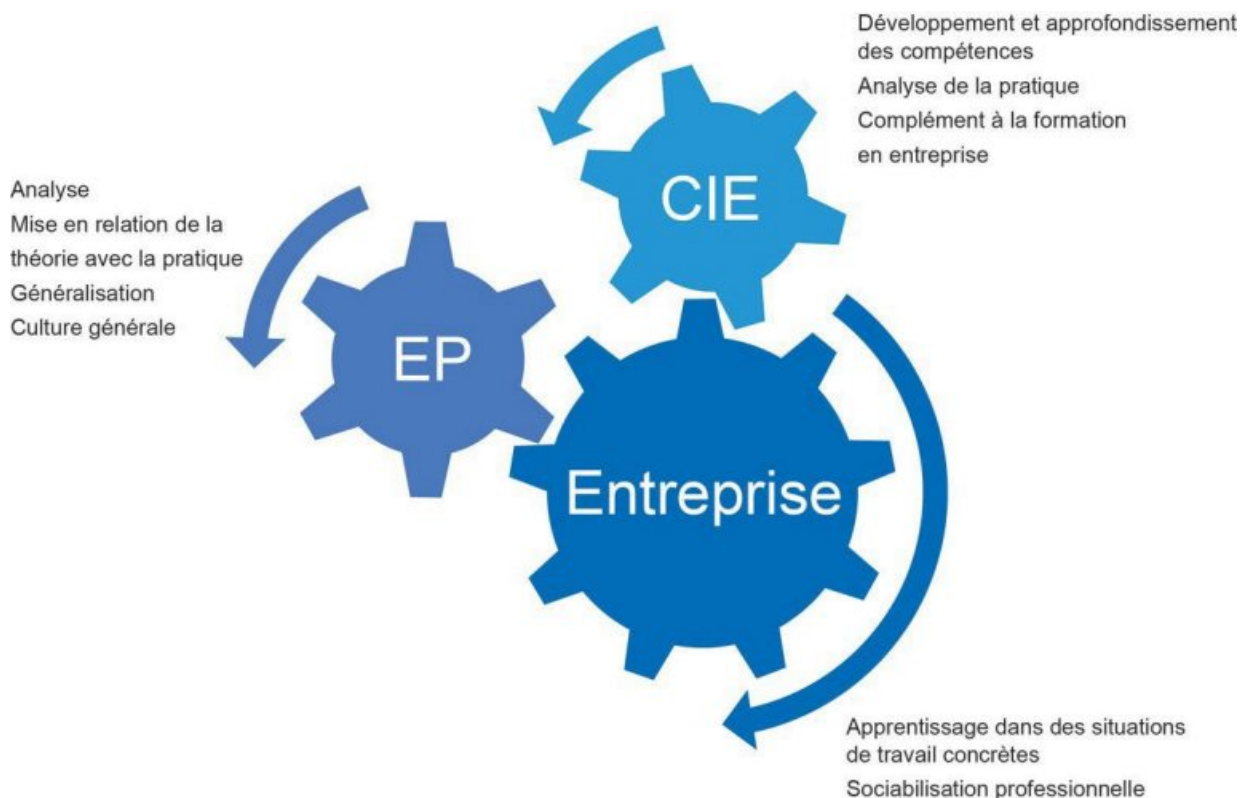 Développement et approfondissement
des compétences
Analyse de la pratique
Complément à la formation
en entreprise
CIE
Analyse
Mise en relation de la
théorie avec la pratique
Généralisation
Culture générale
EP
Entreprise
Apprentissage dans des situations
de travail concrètes
Sociabilisation professionnelle